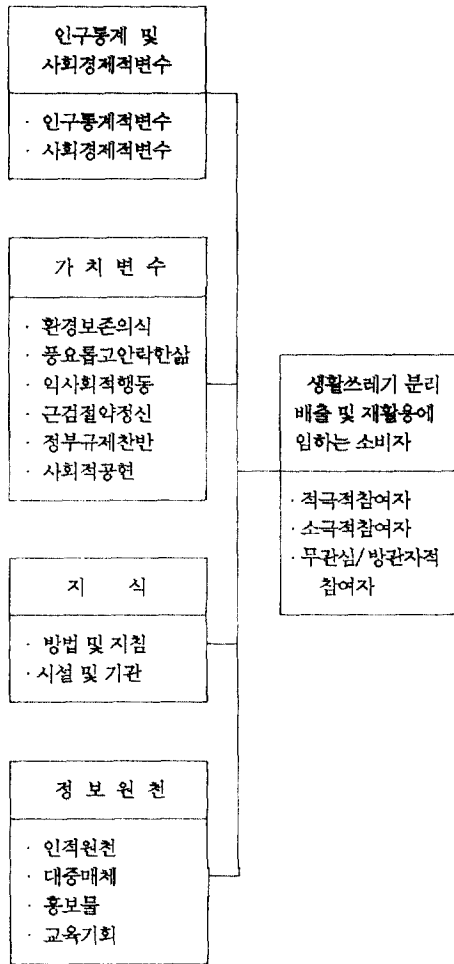 인구통계 및
사회경제적변수
· 인구통계적변수
· 사회경제적변수
가 치 변 수
· 환경보존의식
· 풍요롭고안락한삶
· 익사회적행동
· 근검절약정신
· 정부규제찬반
· 사회적공헌
지 식
· 방법 및 지침
· 시설 및 기관
정 보 원 천
· 인적원천
· 대중매체
· 홍보물
· 교육기회
생활쓰레기 분리
배출 및 재활용에
임하는 소비자
· 적극적참여자
· 소극적참여자
· 무관심/방관자적
참여자